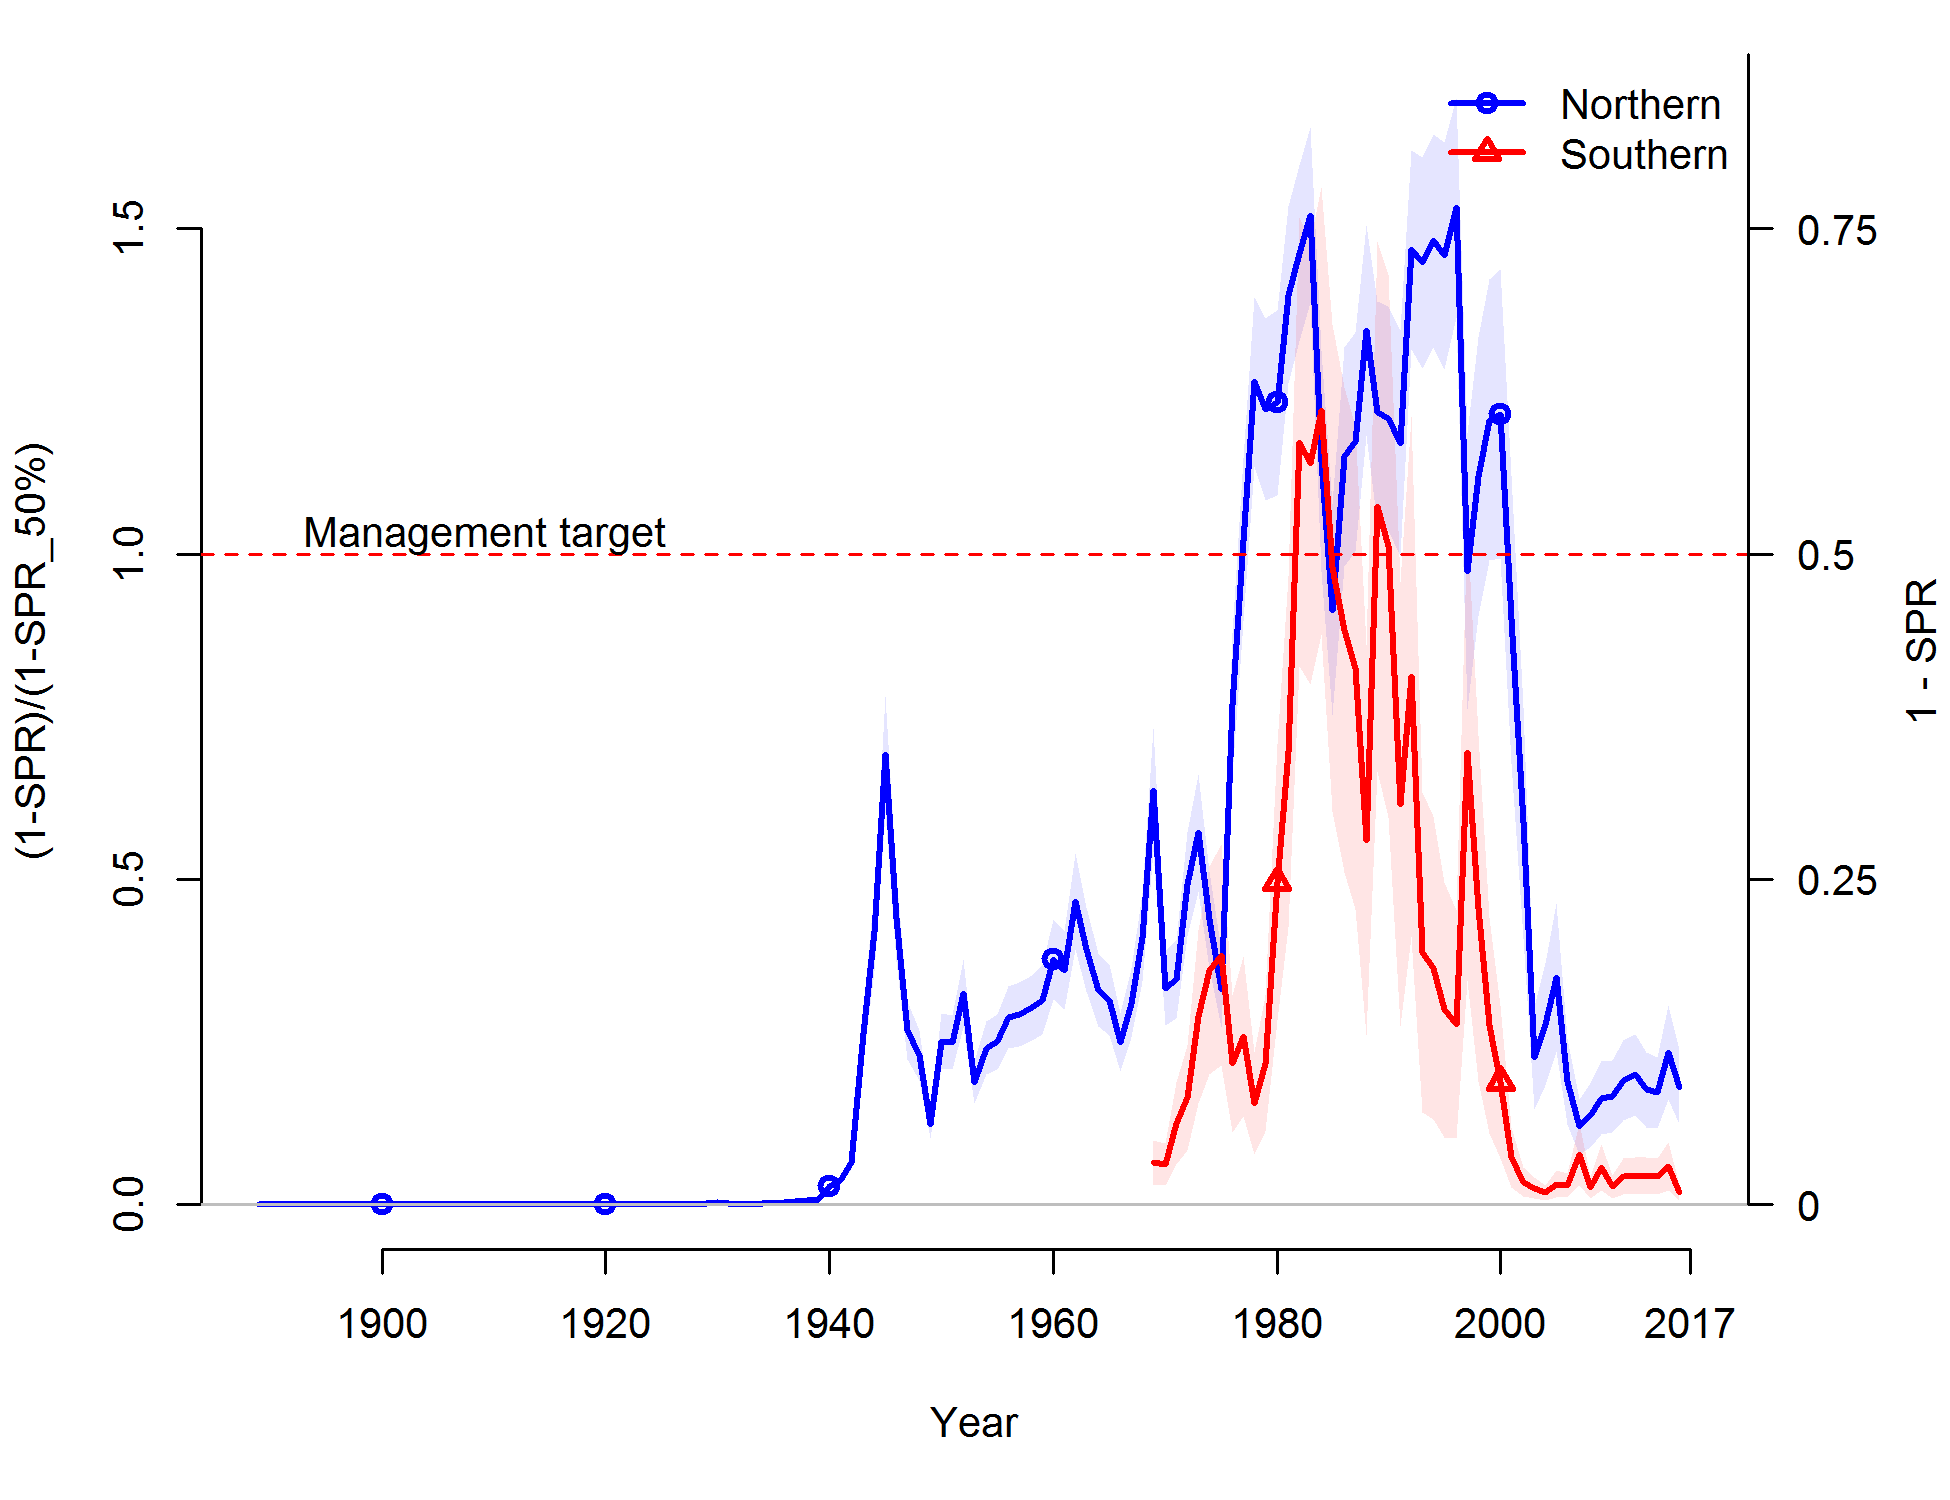 Northern
Southern
(1-SPR)/(1-SPR_50%)
0.0
0.5
1.0
1.5
Management target
0.75
0.5
0.25
0
1 - SPR
1900
1920
1940
1960
1980
2000
2017
Year